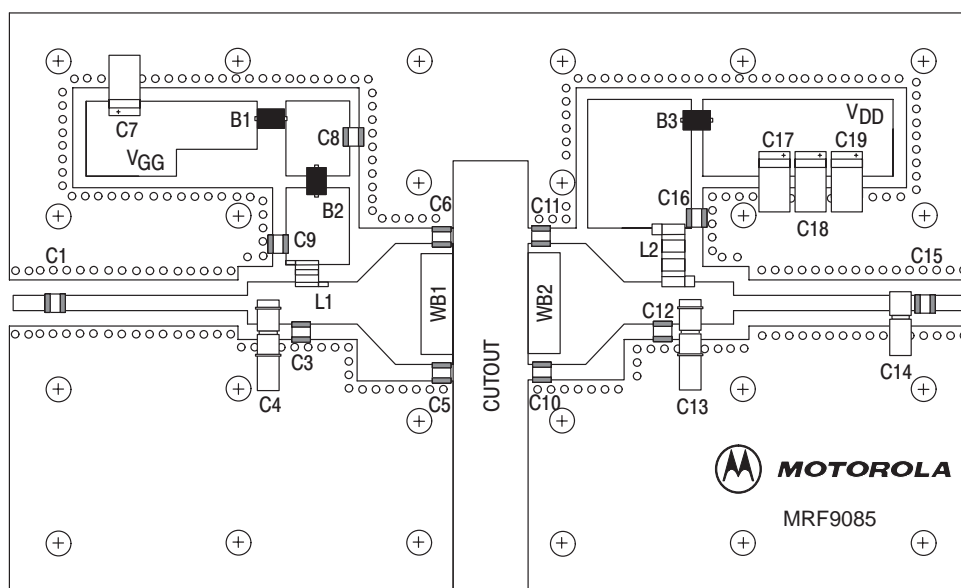 C7
B1
C8
B3
VDD
C17
C19
VGG
B2
C6
C11
C16
C18
C9
C1
L1
L2
C15
WB1
WB2
C12
C3
C4
C5
CUTOUT
C10
C13
C14
MOTOROLA
MRF9085